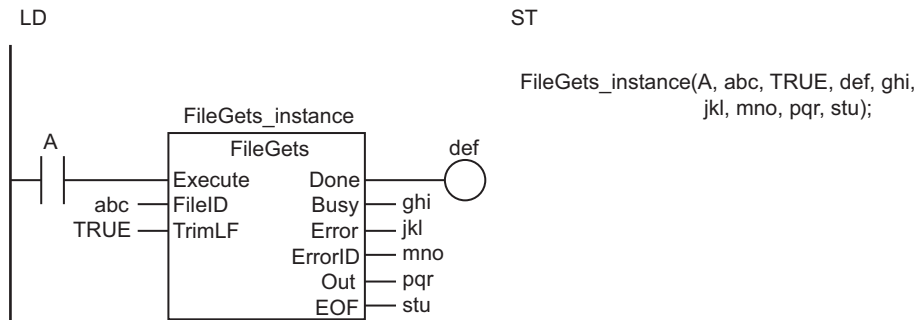 LD
ST
FileGets_instance(A, abc, TRUE, def, ghi,
jkl, mno, pqr, stu);
FileGets_instance
A
FileGets
def
Execute Done
abc FileID Busy ghi
TRUE TrimLF Error jkl
ErrorID mno
Out pqr
EOF stu